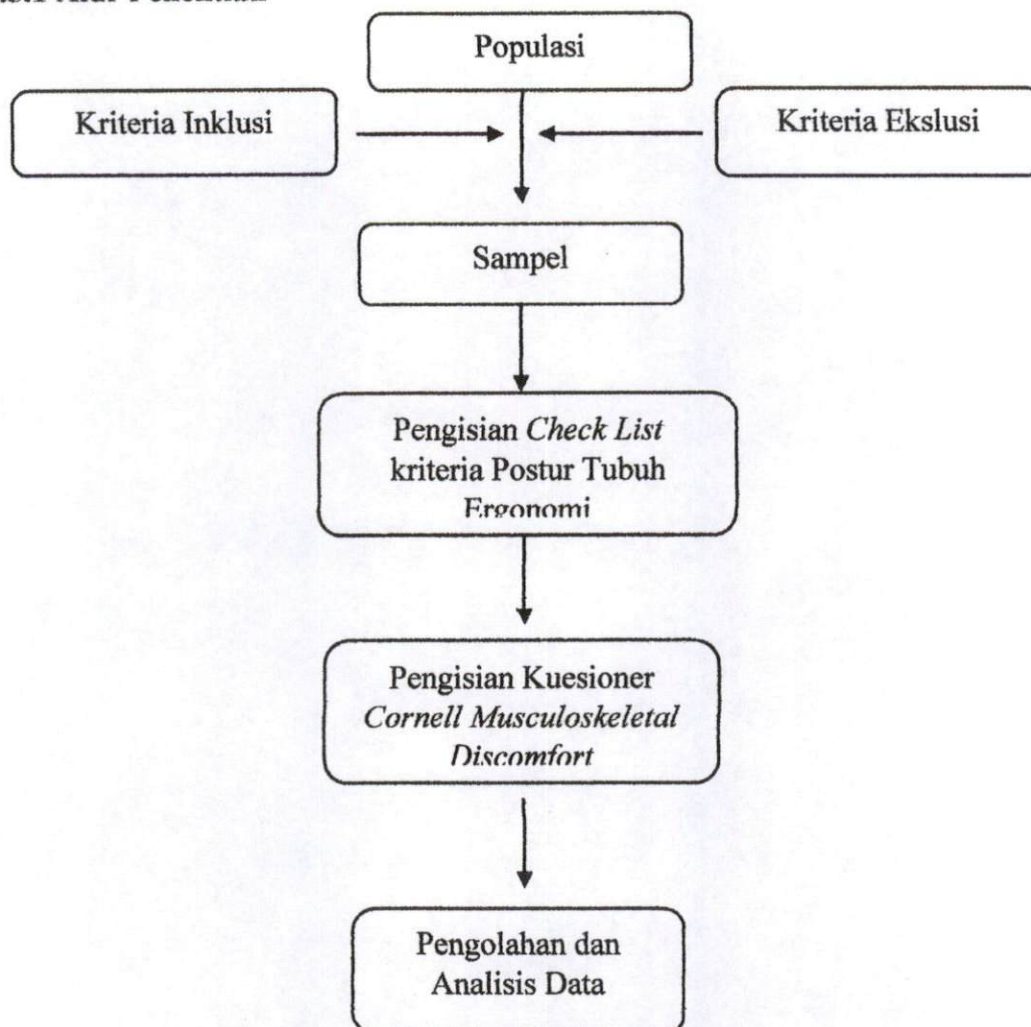 Populasi
Kriteria Inklusi
Kriteria Ekslusi
Sampel
Pengisian Check List
kriteria Postur Tubuh
Ergonomi
Pengisian Kuesioner
Cornell Musculoskeletal
Discomfort
Pengolahan dan
Analisis Data